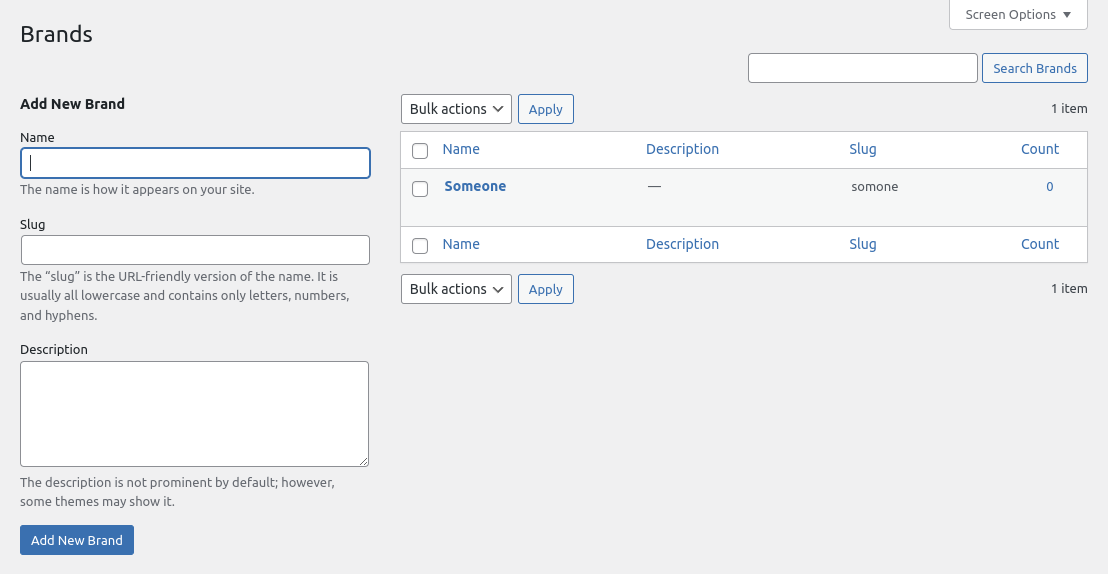 Screen Options
Brands
Search Brands
Add New Brand
Name
The name is how it appears on your site.
Slug
The “slug” is the URL-friendly version of the name. It is
usually all lowercase and contains only letters, numbers,
and hyphens.
Description
The description is not prominent by default; however,
some themes may show it.
Add New Brand
Bulk actions Apply 1 item
Name Description Slug Count
Someone — somone 0
Name Description Slug Count
Bulk actions Apply 1 item